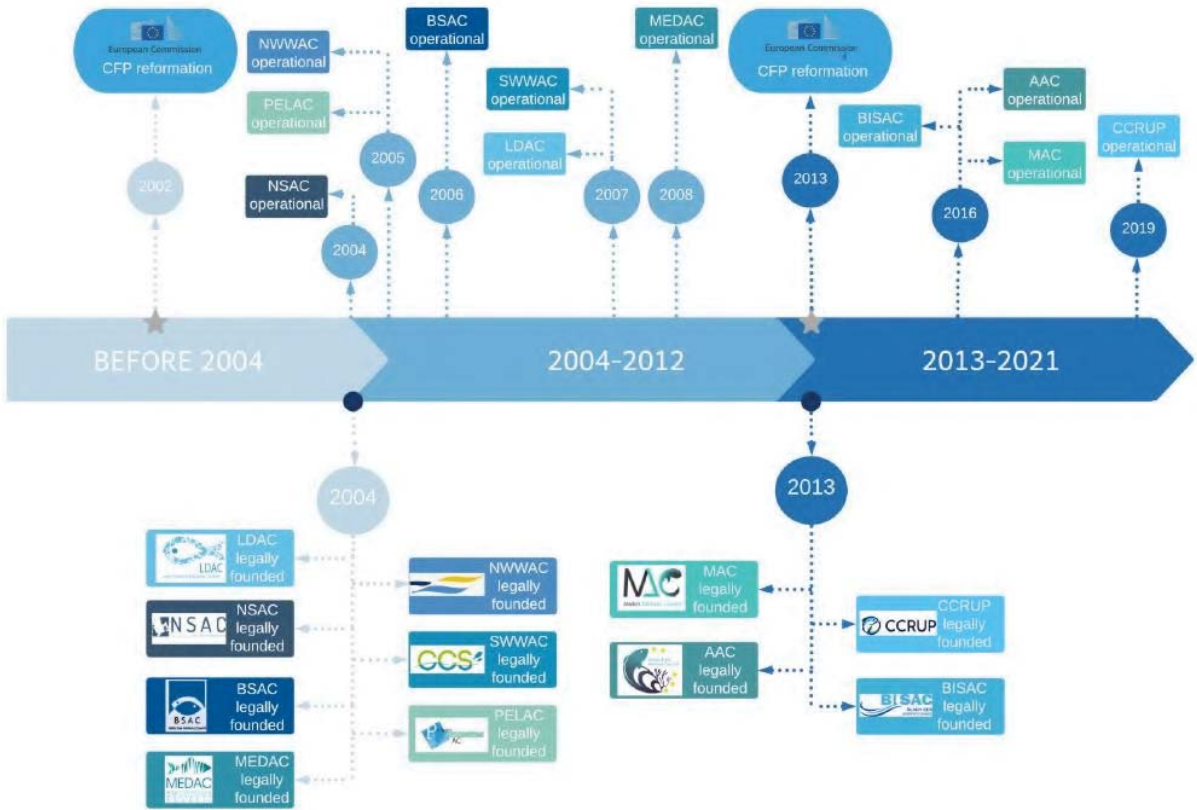 European Commission
CFP reformation
NWWAC
operational
PELAC
operational
NSAC
operational
BSAC
operational
SWWAC
operational
LDAC
operational
MEDAC
operational
European Commission
CFP reformation
BISAC
operational
AAC
operational
MAC
operational
CCRUP
operational
2002
2004
2005
2006
2007
2008
2013
2016
2019
BEFORE 2004
2004-2012
2013-2021
2004
2013
LDAC
LDAC
legally
founded
NSAC
NSAC
legally
founded
BSAC
BSAC
legally
founded
MEDAC
MEDAC
legally
founded
NWWAC
legally
founded
CCS
SWWAC
legally
founded
P
AC
PELAC
legally
founded
MAC
MAC
legally
founded
AAC
legally
founded
CCRUP
CCRUP
legally
founded
BISAC
BISAC
legally
founded